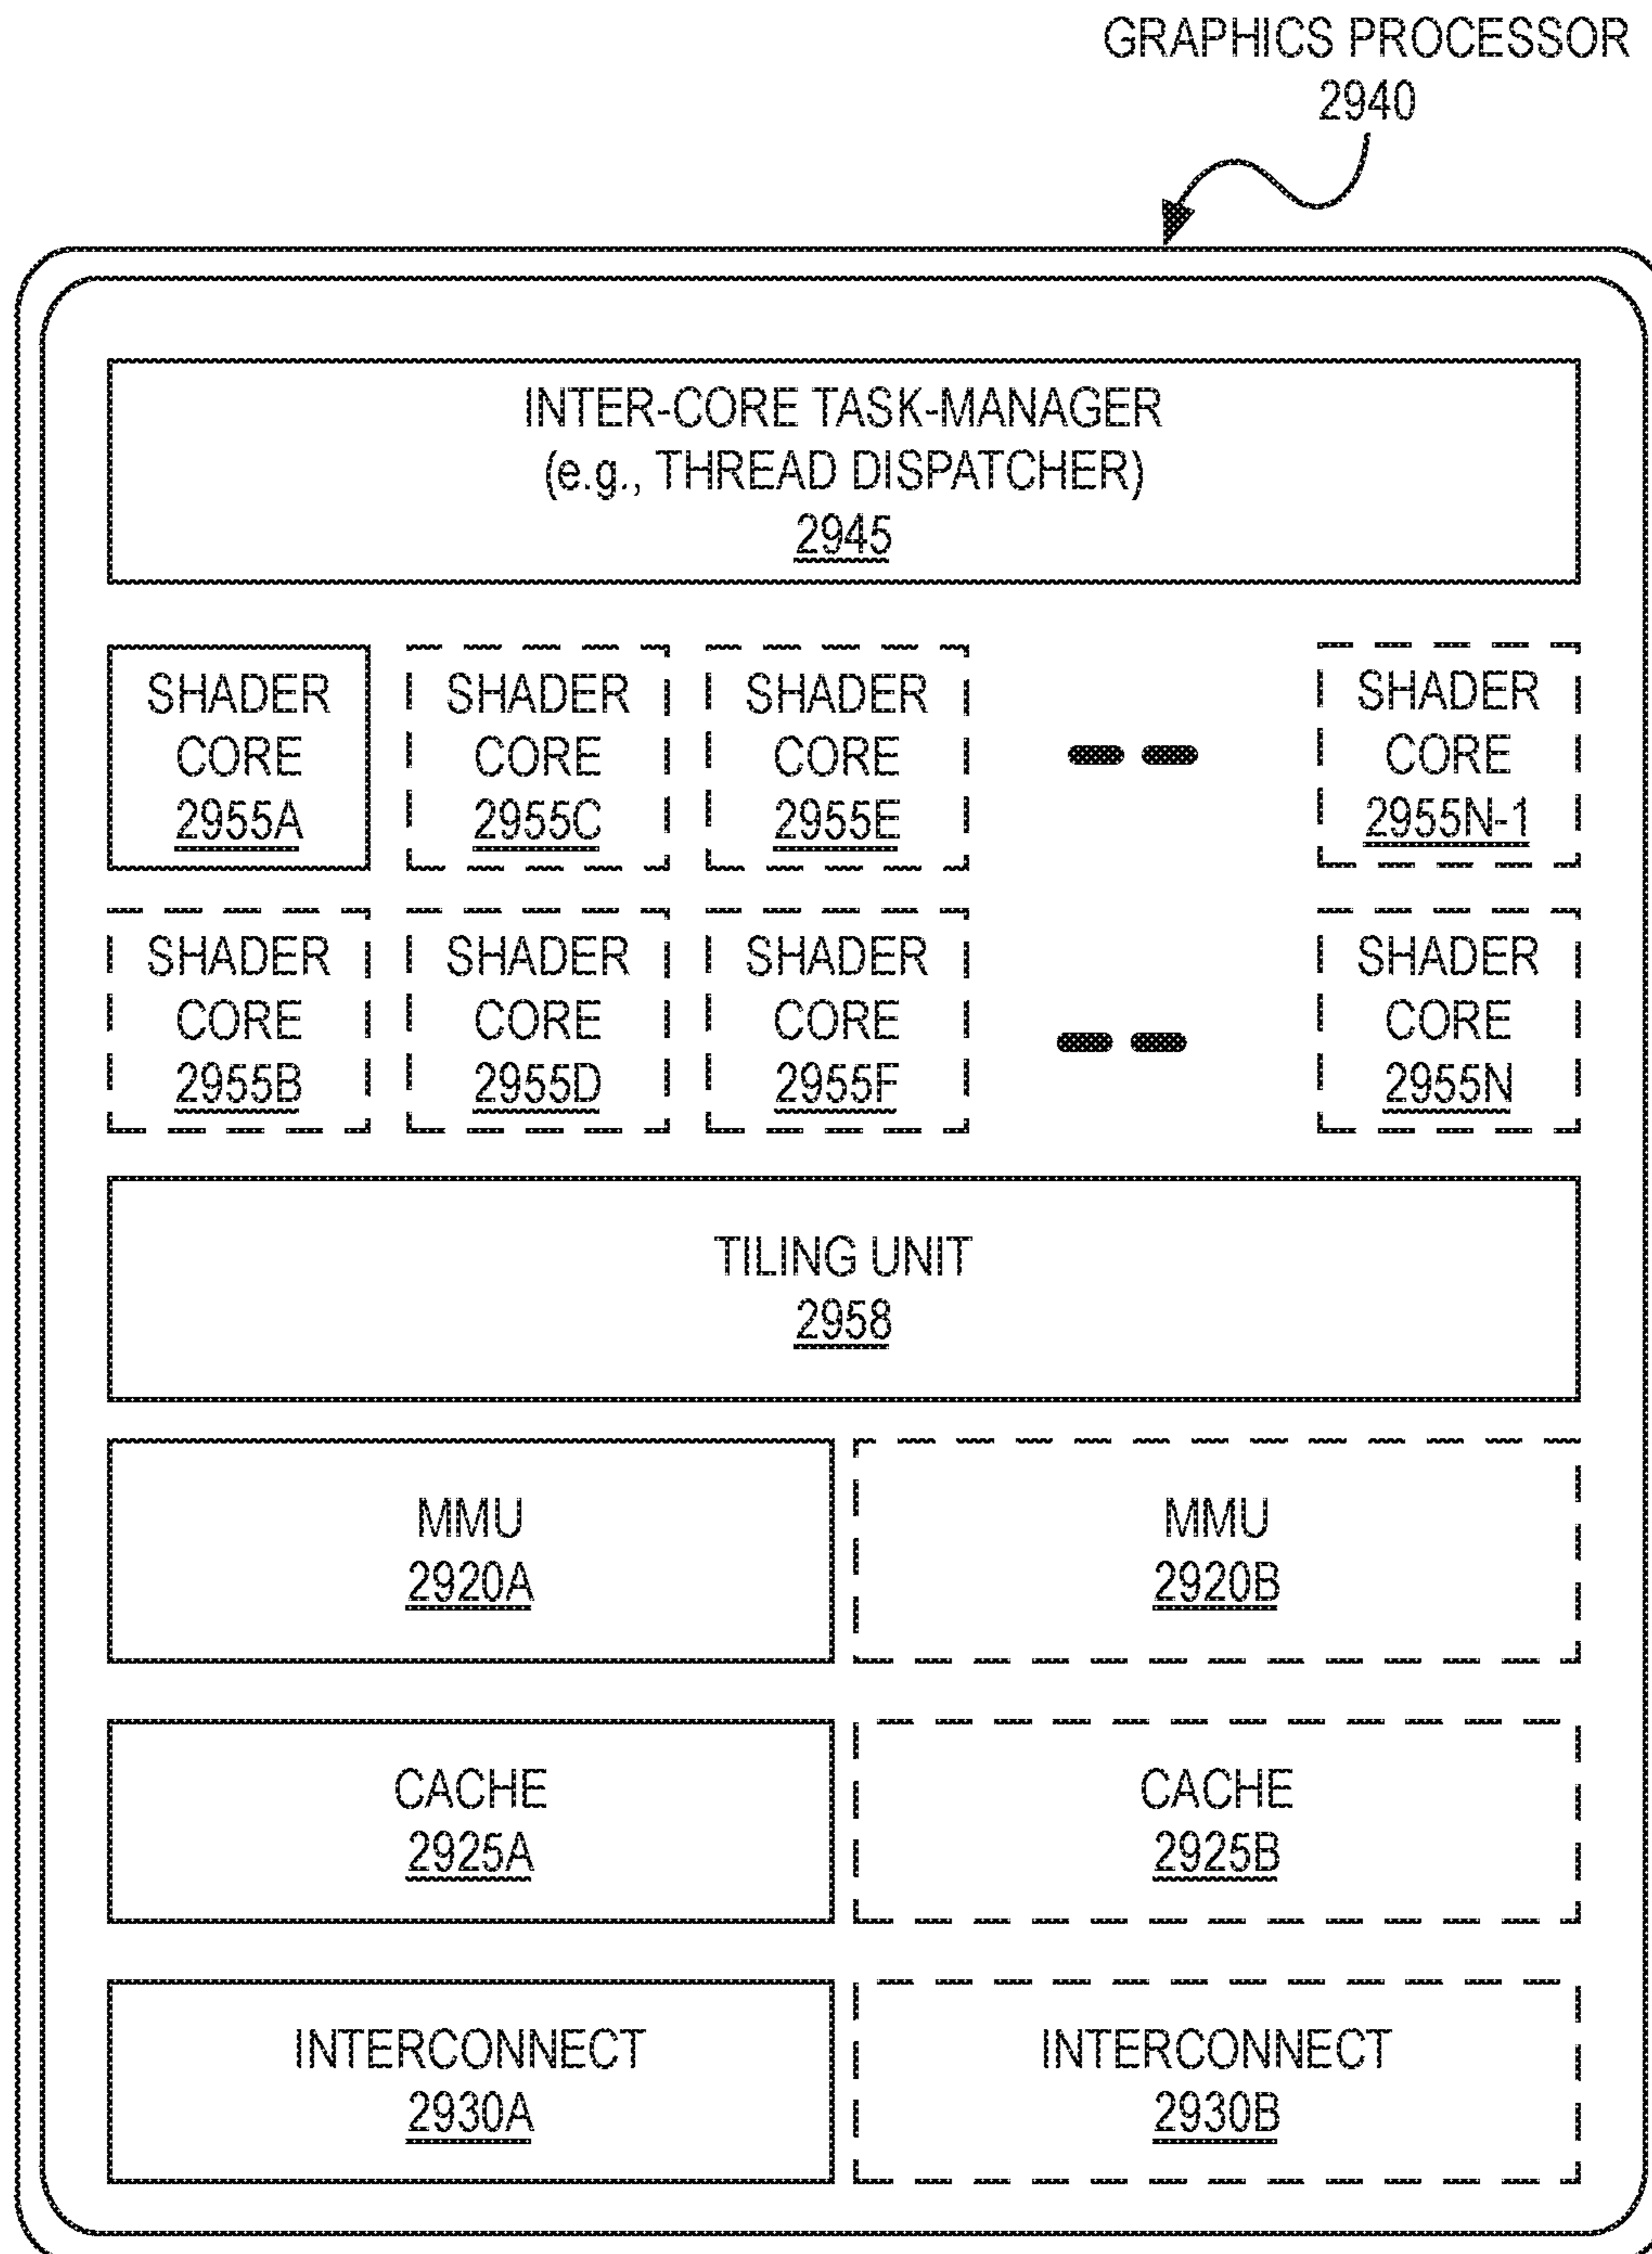 GRAPHICS PROCESSOR
2940
INTER-CORE TASK-MANAGER
(e.g., THREAD DISPATCHER)
2945
SHADER
CORE
2955A
SHADER
CORE
2955C
SHADER
CORE
2955E
SHADER
CORE
2955N-1
SHADER
CORE
2955B
SHADER
CORE
2955D
SHADER
CORE
2955F
SHADER
CORE
2955N
TILING UNIT
2958
MMU
2920A
MMU
2920B
CACHE
2925A
CACHE
2925B
INTERCONNECT
2930A
INTERCONNECT
2930B